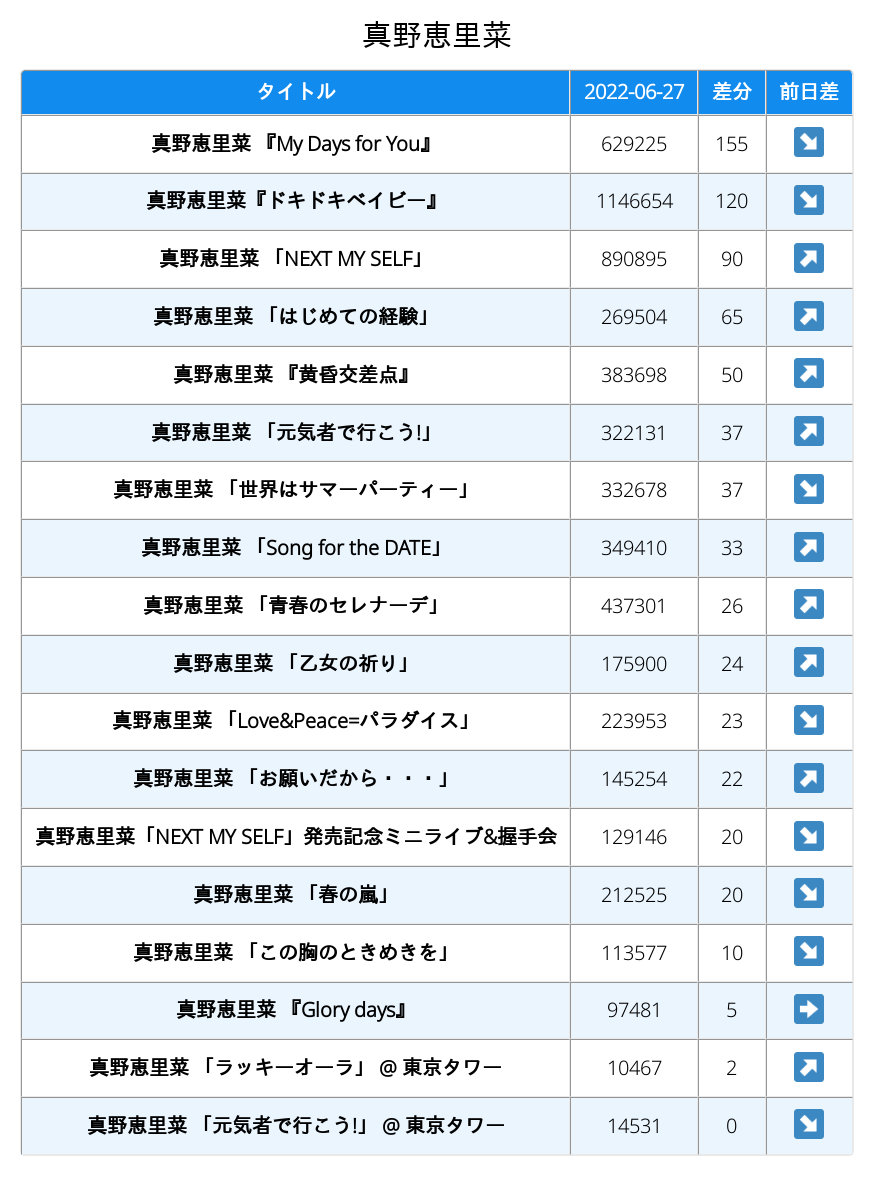 真野恵里菜
タイトル 2022-06-27 差分 前日差
真野恵里菜 『My Days for You』 629225 155 ↘
真野恵里菜『ドキドキベイビー』 1146654 120 ↘
真野恵里菜 「NEXT MY SELF」 890895 90 ↗
真野恵里菜 「はじめての経験」 269504 65 ↗
真野恵里菜 『黄昏交差点』 383698 50 ↗
真野恵里菜 「元気者で行こう!」 322131 37 ↗
真野恵里菜 「世界はサマーパーティー」 332678 37 ↘
真野恵里菜 「Song for the DATE」 349410 33 ↗
真野恵里菜 「青春のセレナーデ」 437301 26 ↗
真野恵里菜 「乙女の祈り」 175900 24 ↗
真野恵里菜 「Love&Peace=パラダイス」 223953 23 ↘
真野恵里菜 「お願いだから・・・」 145254 22 ↗
真野恵里菜「NEXT MY SELF」発売記念ミニライブ&握手会 129146 20 ↘
真野恵里菜 「春の嵐」 212525 20 ↘
真野恵里菜 「この胸のときめきを」 113577 10 ↘
真野恵里菜 『Glory days』 97481 5 ➡
真野恵里菜 「ラッキーオーラ」 @ 東京タワー 10467 2 ↗
真野恵里菜 「元気者で行こう!」 @ 東京タワー 14531 0 ↘